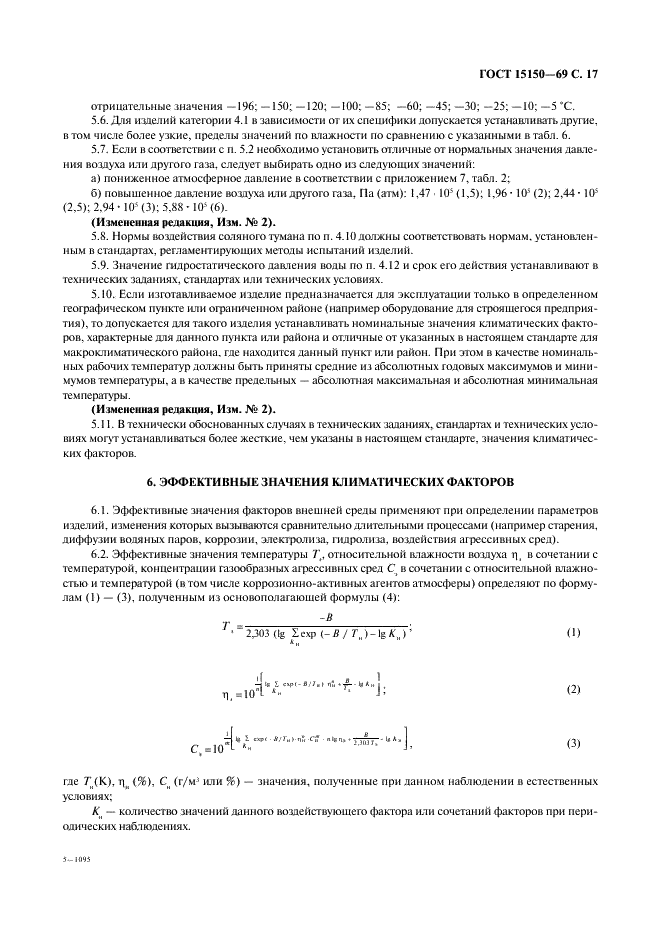 ГОСТ 15150—69 С. 17
отрицательные значения —196; —150; —120; —100; —85; —60; —45; —30; —25; —10; —5 °С.
5.6. Для изделий категории 4.1 в зависимости от их специфики допускается устанавливать другие,
в том числе более узкие, пределы значений по влажности по сравнению с указанными в табл. 6.
5.7. Если в соответствии с п. 5.2 необходимо установить отличные от нормальных значения давле-
ния воздуха или другого газа, следует выбирать одно из следующих значений:
а) пониженное атмосферное давление в соответствии с приложением 7, табл. 2;
б) повышенное давление воздуха или другого газа, Па (атм): 1,47 · 10⁵ (1,5); 1,96 · 10⁵ (2); 2,44 · 10⁵
(2,5); 2,94 · 10⁵ (3); 5,88 · 10⁵ (6).
(Измененная редакция, Изм. № 2).
5.8. Нормы воздействия соляного тумана по п. 4.10 должны соответствовать нормам, установлен-
ным в стандартах, регламентирующих методы испытаний изделий.
5.9. Значение гидростатического давления воды по п. 4.12 и срок его действия устанавливают в
технических заданиях, стандартах или технических условиях.
5.10. Если изготавливаемое изделие предназначается для эксплуатации только в определенном
географическом пункте или ограниченном районе (например оборудование для строящегося предприя-
тия), то допускается для такого изделия устанавливать номинальные значения климатических факто-
ров, характерные для данного пункта или района и отличные от указанных в настоящем стандарте для
макроклиматического района, где находится данный пункт или район. При этом в качестве номиналь-
ных рабочих температур должны быть приняты средние из абсолютных годовых максимумов и мини-
мумов температуры, а в качестве предельных — абсолютная максимальная и абсолютная минимальная
температуры.
(Измененная редакция, Изм. № 2).
5.11. В технически обоснованных случаях в технических заданиях, стандартах и технических усло-
виях могут устанавливаться более жесткие, чем указаны в настоящем стандарте, значения климатичес-
ких факторов.
6. ЭФФЕКТИВНЫЕ ЗНАЧЕНИЯ КЛИМАТИЧЕСКИХ ФАКТОРОВ
6.1. Эффективные значения факторов внешней среды применяют при определении параметров
изделий, изменения которых вызываются сравнительно длительными процессами (например старения,
диффузии водяных паров, коррозии, электролиза, гидролиза, воздействия агрессивных сред).
6.2. Эффективные значения температуры Tэ, относительной влажности воздуха ηэ в сочетании с
температурой, концентрации газообразных агрессивных сред Cэ в сочетании с относительной влажно-
стью и температурой (в том числе коррозионно-активных агентов атмосферы) определяют по форму-
лам (1) — (3), полученным из основополагающей формулы (4):
Tэ = –B / 2,303 (lg Σ Kн exp (– B / Tн) – lg Kн); (1)
ηэ = 10 (2)
Cэ = 10 (3)
где Tн(К), ηн (%), Cн (г/м³ или %) — значения, полученные при данном наблюдении в естественных
условиях;
Kн — количество значений данного воздействующего фактора или сочетаний факторов при пери-
одических наблюдениях.
5—1095